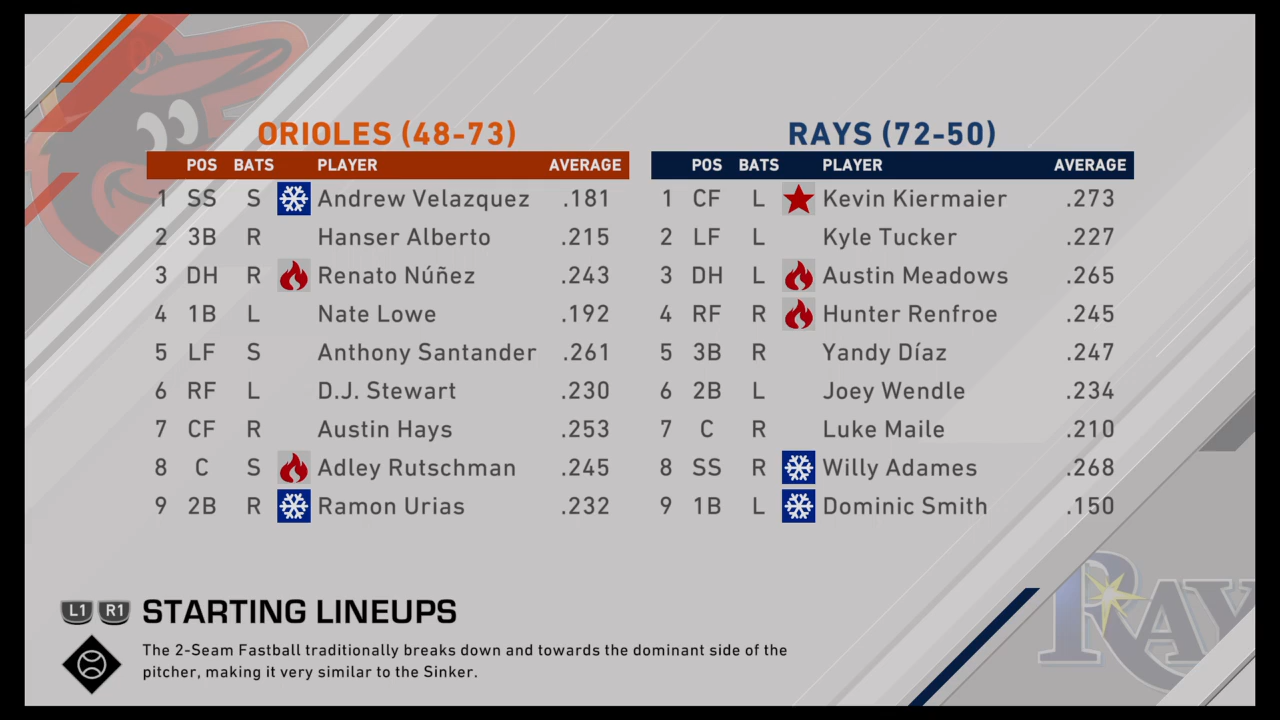 ORIOLES (48-73)
POS BATS PLAYER AVERAGE
1 SS S Andrew Velazquez .181
2 3B R Hanser Alberto .215
3 DH R Renato Núñez .243
4 1B L Nate Lowe .192
5 LF S Anthony Santander .261
6 RF L D.J. Stewart .230
7 CF R Austin Hays .253
8 C S Adley Rutschman .245
9 2B R Ramon Urias .232
RAYS (72-50)
POS BATS PLAYER AVERAGE
1 CF L Kevin Kiermaier .273
2 LF L Kyle Tucker .227
3 DH L Austin Meadows .265
4 RF R Hunter Renfroe .245
5 3B R Yandy Díaz .247
6 2B L Joey Wendle .234
7 C R Luke Maile .210
8 SS R Willy Adames .268
9 1B L Dominic Smith .150
L1 R1 STARTING LINEUPS
The 2-Seam Fastball traditionally breaks down and towards the dominant side of the
pitcher, making it very similar to the Sinker.
RAY